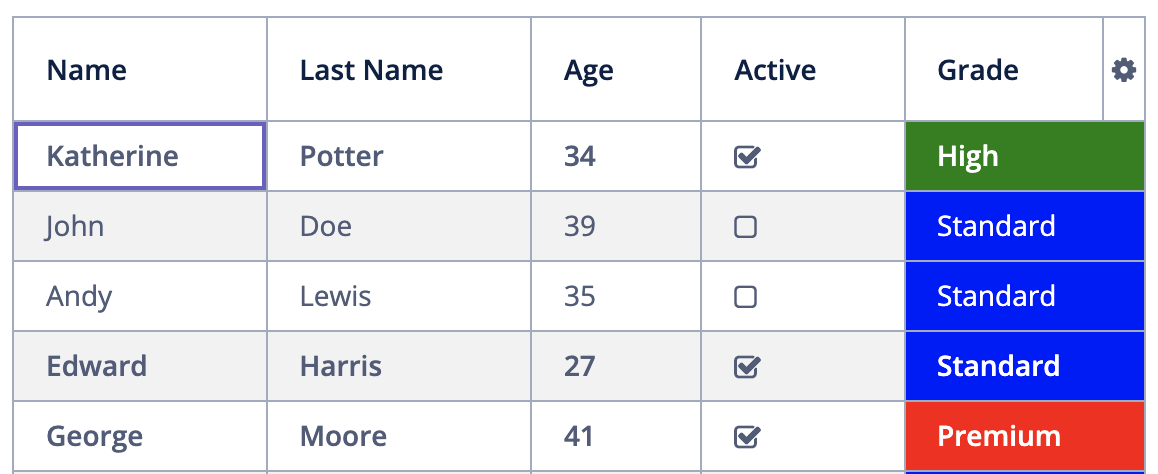 Name Last Name Age Active Grade
Katherine Potter 34 High
John Doe 39 Standard
Andy Lewis 35 Standard
Edward Harris 27 Standard
George Moore 41 Premium